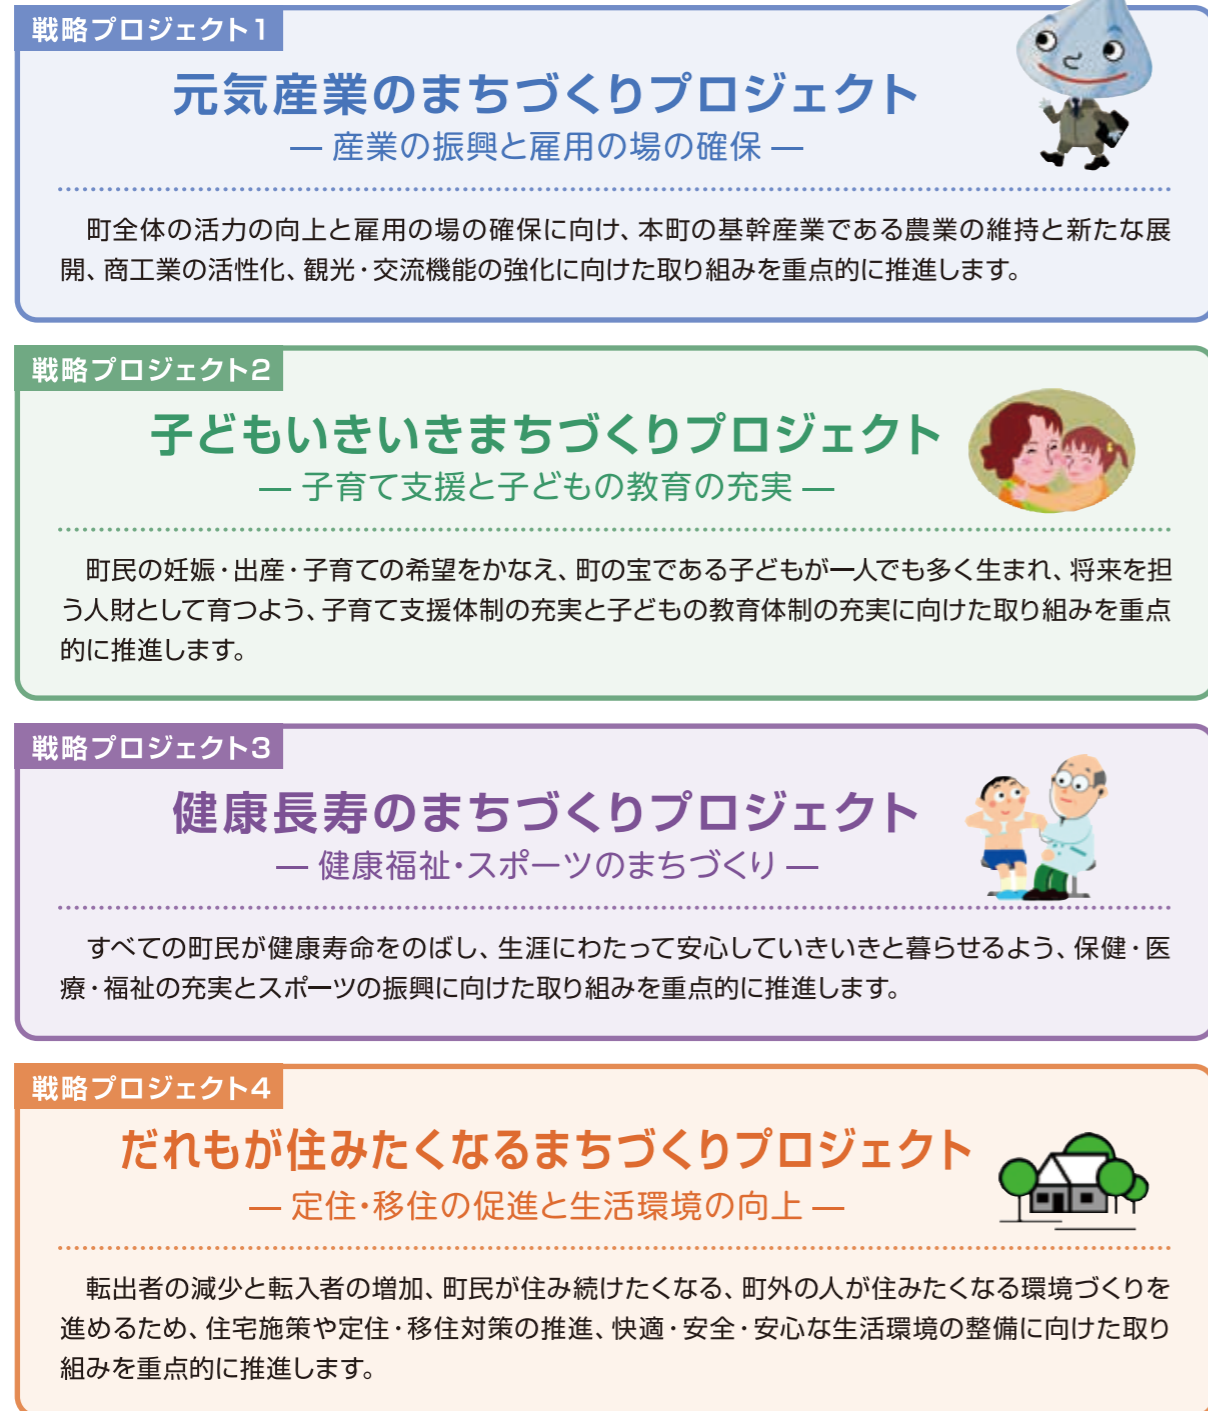 戦略プロジェクト1
元気産業のまちづくりプロジェクト
― 産業の振興と雇用の場の確保 ―
　町全体の活力の向上と雇用の場の確保に向け、本町の基幹産業である農業の維持と新たな展
開、商工業の活性化、観光・交流機能の強化に向けた取り組みを重点的に推進します。
戦略プロジェクト2
子どもいきいきまちづくりプロジェクト
― 子育て支援と子どもの教育の充実 ―
　町民の妊娠・出産・子育ての希望をかなえ、町の宝である子どもが一人でも多く生まれ、将来を担
う人財として育つよう、子育て支援体制の充実と子どもの教育体制の充実に向けた取り組みを重点
的に推進します。
戦略プロジェクト3
健康長寿のまちづくりプロジェクト
― 健康福祉・スポーツのまちづくり ―
　すべての町民が健康寿命をのばし、生涯にわたって安心していきいきと暮らせるよう、保健・医
療・福祉の充実とスポーツの振興に向けた取り組みを重点的に推進します。
戦略プロジェクト4
だれもが住みたくなるまちづくりプロジェクト
― 定住・移住の促進と生活環境の向上 ―
　転出者の減少と転入者の増加、町民が住み続けたくなる、町外の人が住みたくなる環境づくりを
進めるため、住宅施策や定住・移住対策の推進、快適・安全・安心な生活環境の整備に向けた取り
組みを重点的に推進します。